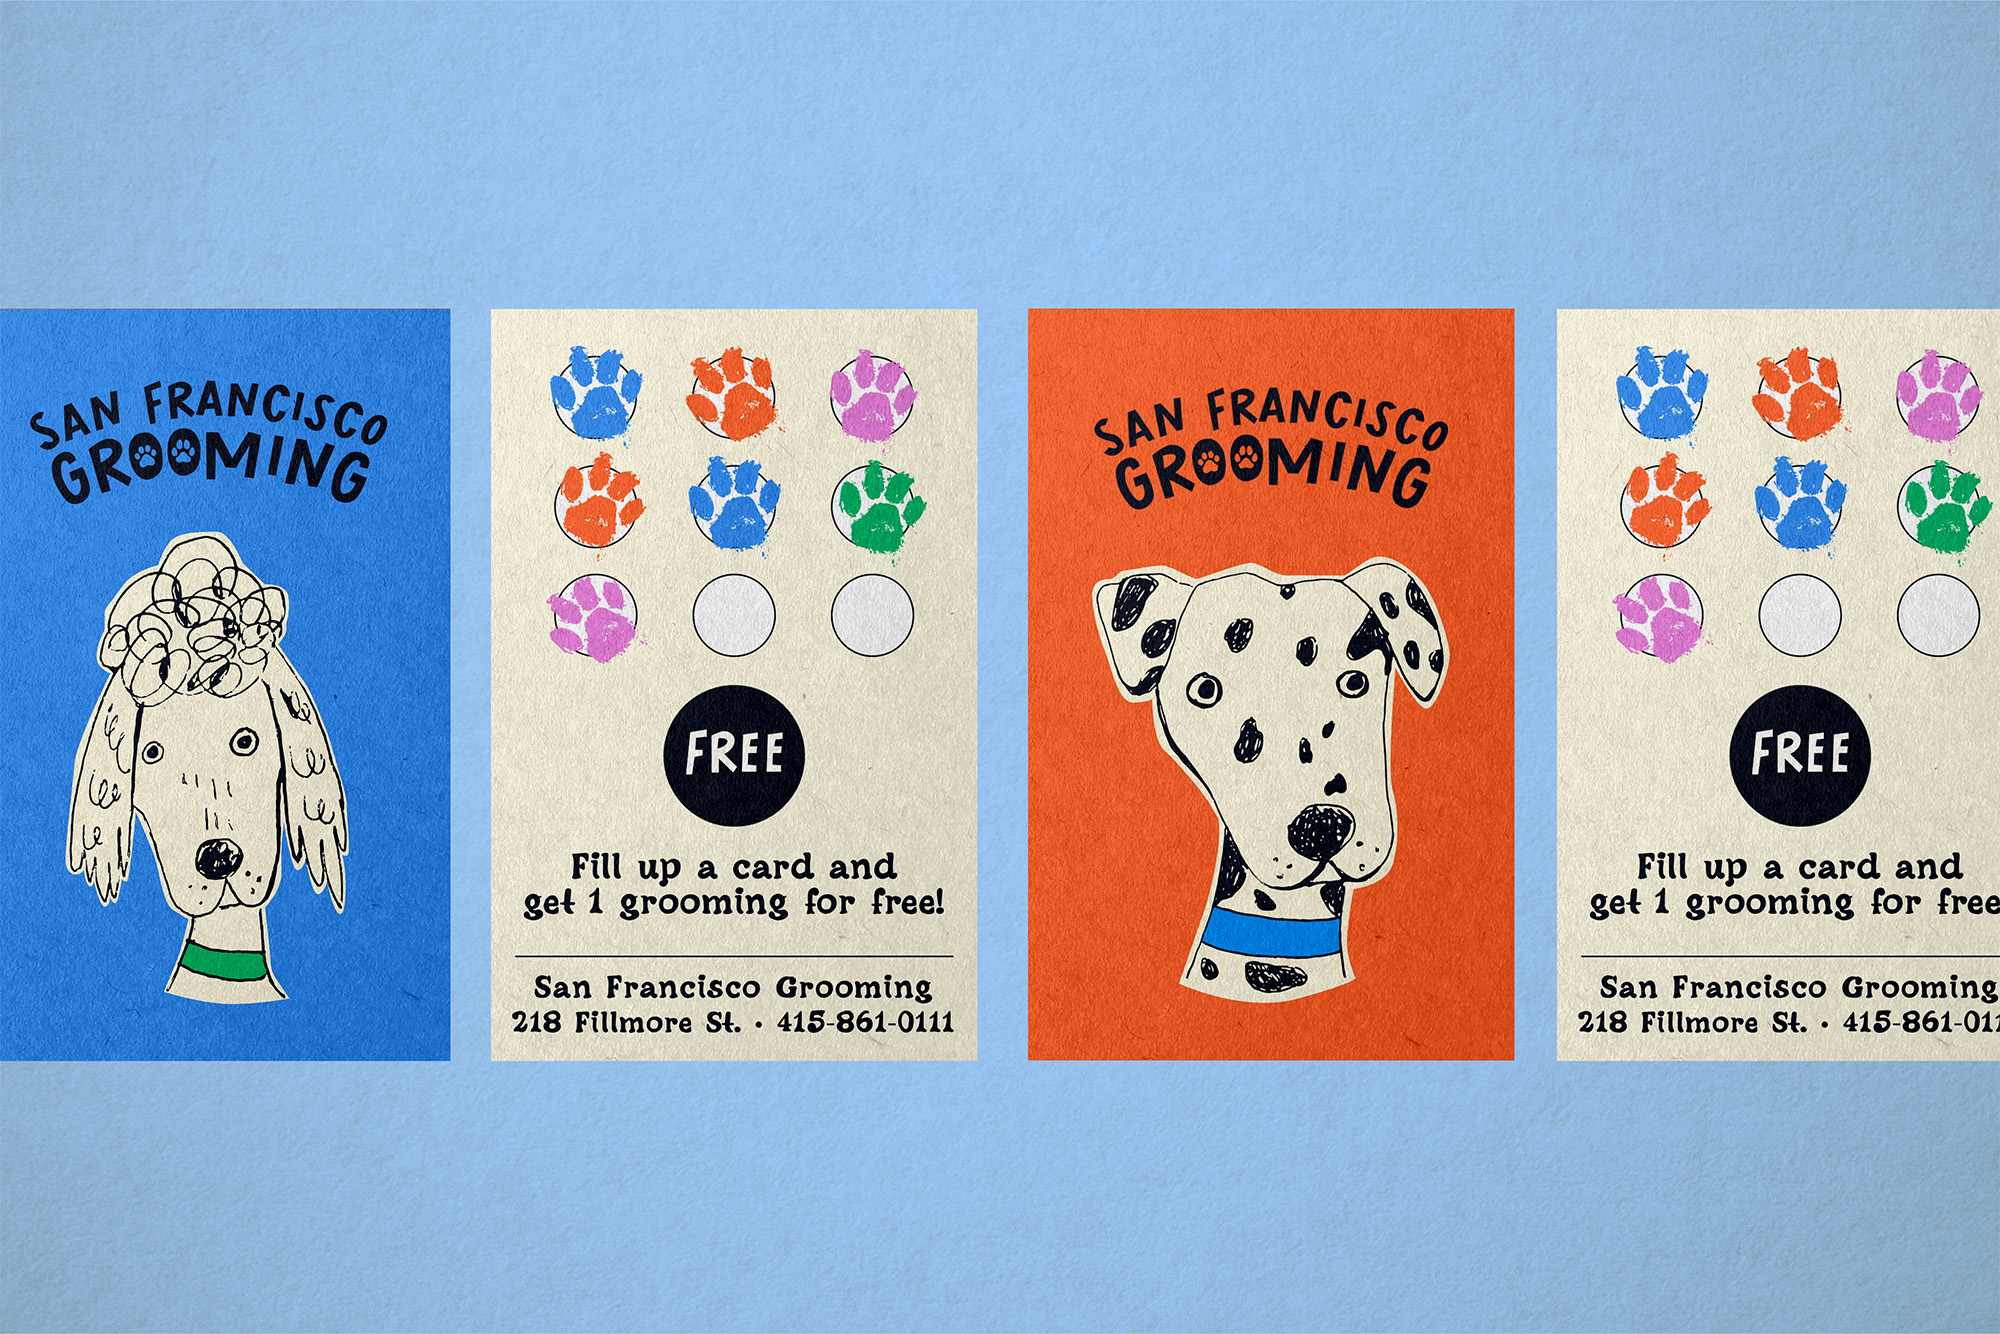 SAN FRANCISCO
GROOMING
FREE
Fill up a card and
get 1 grooming for free!
San Francisco Grooming
218 Fillmore St. • 415-861-0111
SAN FRANCISCO
GROOMING
FREE
Fill up a card and
get 1 grooming for free
San Francisco Grooming
218 Fillmore St. • 415-861-011